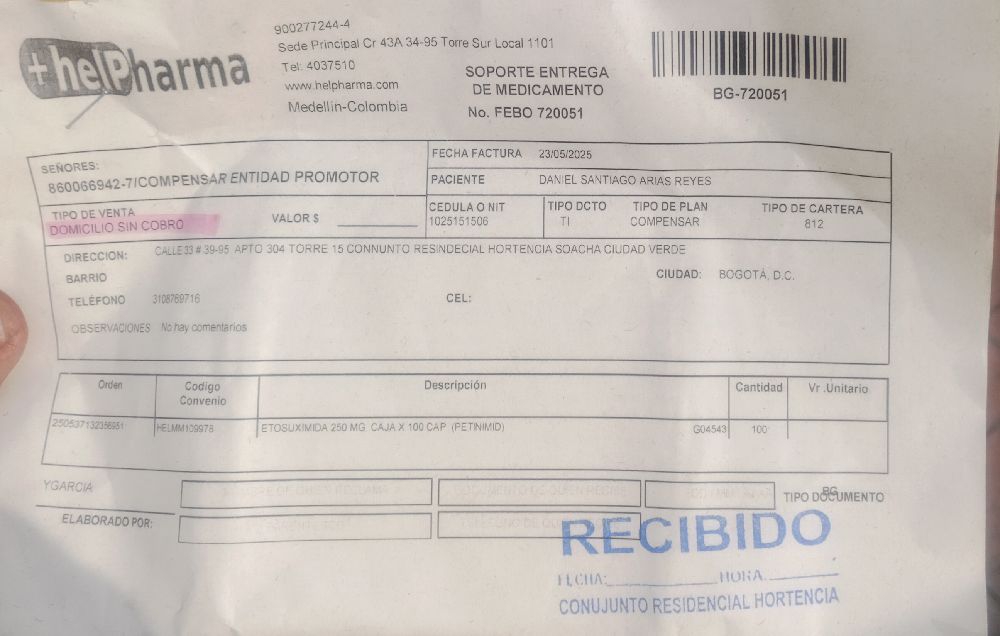 +helPharma
900277244-4
Sede Principal Cr 43A 34-95 Torre Sur Local 1101
Tel: 4037510
www.helpharma.com
Medellin-Colombia
SOPORTE ENTREGA
DE MEDICAMENTO
No. FEBO 720051
BG-720051
SEÑORES:
860066942-7/COMPENSAR ENTIDAD PROMOTOR
FECHA FACTURA 23/05/2025
PACIENTE DANIEL SANTIAGO ARIAS REYES
TIPO DE VENTA
DOMICILIO SIN COBRO
VALOR $
CEDULA O NIT
1025151506
TIPO DCTO
TI
TIPO DE PLAN
COMPENSAR
TIPO DE CARTERA
812
DIRECCION: CALLE 33 # 39-95 APTO 304 TORRE 15 CONNUNTO RESINDECIAL HORTENCIA SOACHA CIUDAD VERDE
BARRIO
CIUDAD: BOGOTÁ, D.C.
TELÉFONO 3108769716
CEL:
OBSERVACIONES No hay comentarios
Orden Codigo Convenio Descripción Cantidad Vr .Unitario
HELMM109978 ETOSUXIMIDA 250 MG CAJA X 100 CAP (PETINIMID) G04543 100
YGARCIA
ELABORADO POR:
BG
TIPO DOCUMENTO
RECIBIDO
FECHA: HORA.
CONUJUNTO RESIDENCIAL HORTENCIA